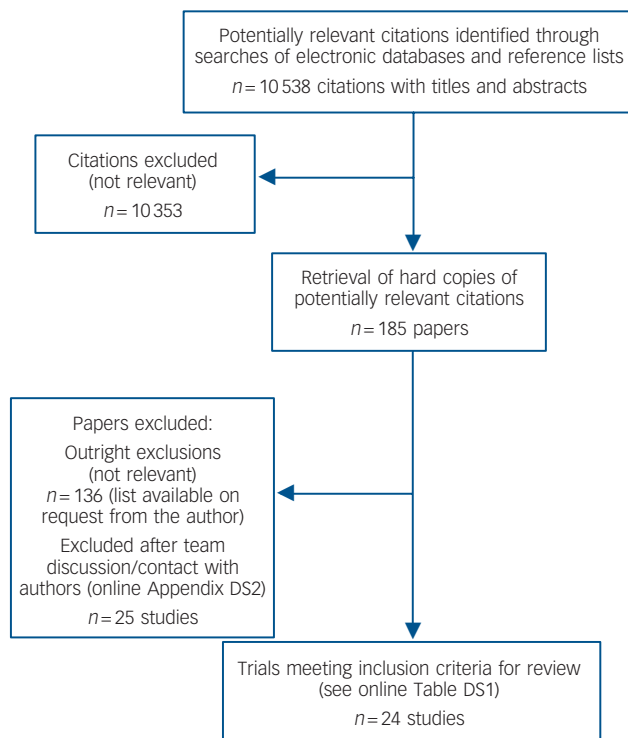 Potentially relevant citations identified through
searches of electronic databases and reference lists
n=10 538 citations with titles and abstracts
Citations excluded
(not relevant)
n=10 353
Retrieval of hard copies of
potentially relevant citations
n=185 papers
Papers excluded:
Outright exclusions
(not relevant)
n=136 (list available on
request from the author)
Excluded after team
discussion/contact with
authors (online Appendix DS2)
n=25 studies
Trials meeting inclusion criteria for review
(see online Table DS1)
n=24 studies